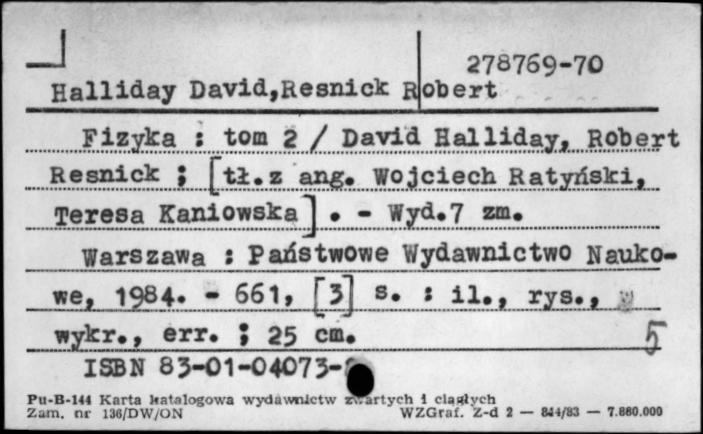 278769-70
Halliday David,Resnick Robert
Fizyka : tom 2 / David Halliday, Robert
Resnick ; [tł.z ang. Wojciech Ratyński,
Teresa Kaniowska] . - Wyd.7 zm.
Warszawa : Państwowe Wydawnictwo Nauko-
we, 1984. - 661, [3] s. : il., rys.,
wykr., err. ; 25 cm.
5
ISBN 83-01-04073-
Pu-B-144 Karta katalogowa wydawnictw zwartych i ciągłych
Zam. nr 136/DW/ON WZGraf. Z-d 2 — 844/83 — 7.860.000